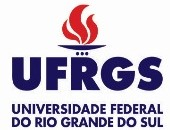 UFRGS
UNIVERSIDADE FEDERAL
DO RIO GRANDE DO SUL